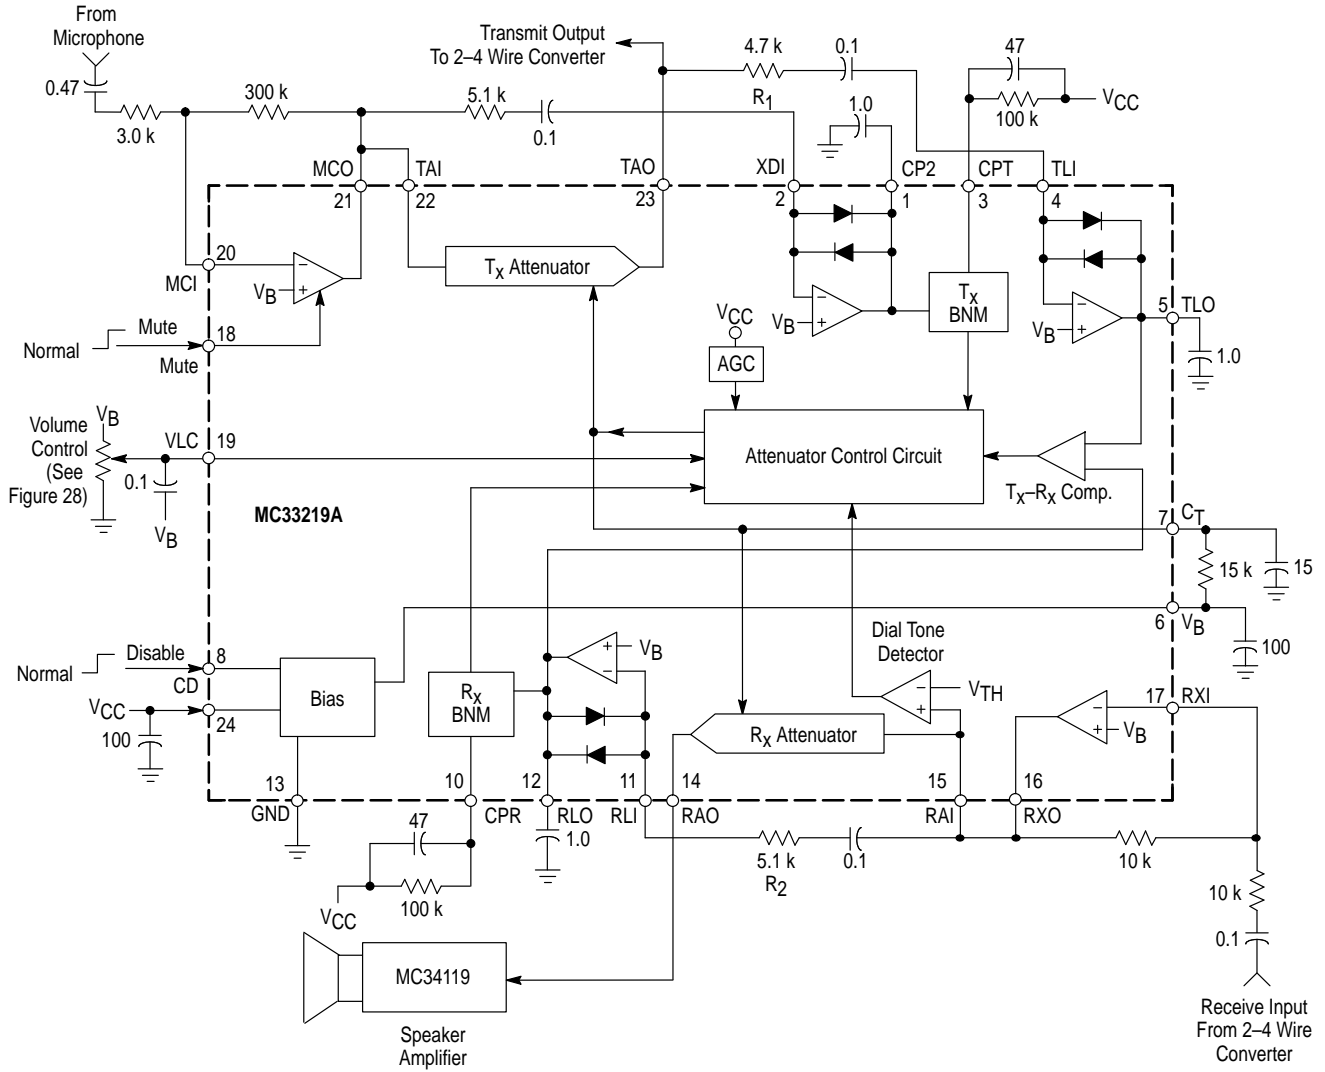 From
Microphone
0.47
3.0 k
300 k
5.1 k
0.1
Transmit Output
To 2–4 Wire Converter
4.7 k
R1
0.1
1.0
47
100 k
VCC
MCO
TAI
TAO
XDI
CP2
CPT
TLI
21
22
23
2
1
3
4
20
MCI
VB
Tx Attenuator
VB
Tx
BNM
VB
5
TLO
1.0
Mute
Normal
18
Mute
VCC
AGC
VB
Volume
Control
(See
Figure 28)
VLC
19
0.1
VB
Attenuator Control Circuit
Tx–Rx Comp.
MC33219A
7
CT
15 k
15
6
VB
100
Disable
Normal
8
CD
VCC
24
100
Bias
Rx
BNM
VB
Dial Tone
Detector
VTH
Rx Attenuator
VB
17
RXI
13
GND
10
CPR
12
RLO
11
RLI
14
RAO
15
RAI
16
RXO
47
100 k
VCC
1.0
5.1 k
R2
0.1
10 k
10 k
0.1
MC34119
Speaker
Amplifier
Receive Input
From 2–4 Wire
Converter